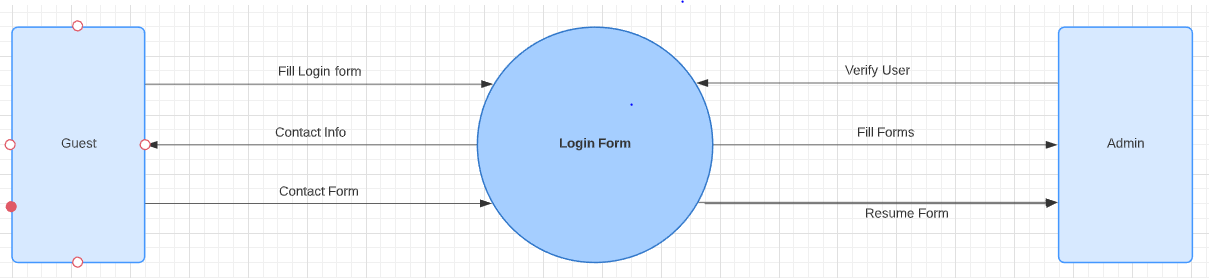 Fill Login form
Verify User
Contact Info
Fill Forms
Guest
Login Form
Admin
Contact Form
Resume Form